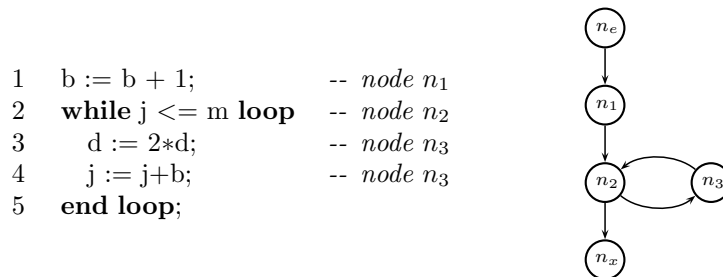 1 b := b + 1; -- node n₁
2 while j <= m loop -- node n₂
3 d := 2*d; -- node n₃
4 j := j+b; -- node n₃
5 end loop;
nₑ
n₁
n₂ n₃
nₓ